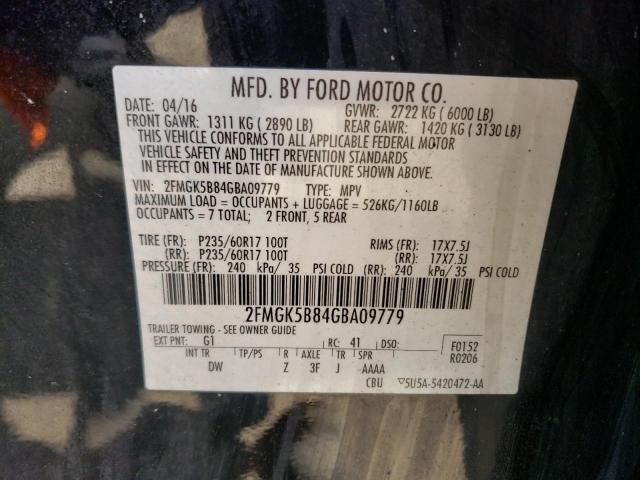 MFD. BY FORD MOTOR CO.
DATE: 04/16 GVWR: 2722 KG ( 6000 LB)
FRONT GAWR: 1311 KG ( 2890 LB) REAR GAWR: 1420 KG ( 3130 LB)
THIS VEHICLE CONFORMS TO ALL APPLICABLE FEDERAL MOTOR
VEHICLE SAFETY AND THEFT PREVENTION STANDARDS
IN EFFECT ON THE DATE OF MANUFACTURE SHOWN ABOVE.
VIN: 2FMGK5B84GBA09779 TYPE: MPV
MAXIMUM LOAD = OCCUPANTS + LUGGAGE = 526KG/1160LB
OCCUPANTS = 7 TOTAL; 2 FRONT, 5 REAR
TIRE (FR): P235/60R17 100T RIMS (FR): 17X7.5J
(RR): P235/60R17 100T (RR): 17X7.5J
PRESSURE (FR): 240 kPa/ 35 PSI COLD (RR): 240 kPa/ 35 PSI COLD
2FMGK5B84GBA09779
TRAILER TOWING - SEE OWNER GUIDE
EXT PNT: G1 RC: 41 DSO: F0152
INT TR TP/PS R AXLE TR SPR R0206
DW Z 3F J AAAA
CBU ▽5U5A-5420472-AA